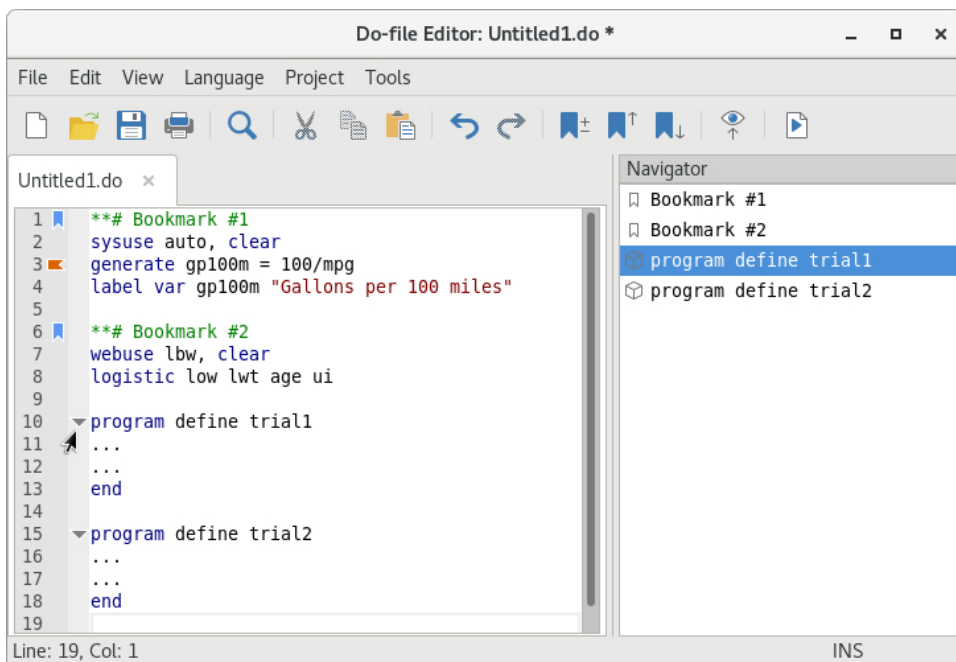 Do-file Editor: Untitled1.do *
File Edit View Language Project Tools
Untitled1.do
Navigator
Bookmark #1
Bookmark #2
program define trial1
program define trial2
1 **# Bookmark #1
2 sysuse auto, clear
3 generate gp100m = 100/mpg
4 label var gp100m "Gallons per 100 miles"
5
6 **# Bookmark #2
7 webuse lbw, clear
8 logistic low lwt age ui
9
10 program define trial1
11 ...
12 ...
13 end
14
15 program define trial2
16 ...
17 ...
18 end
19
Line: 19, Col: 1 INS